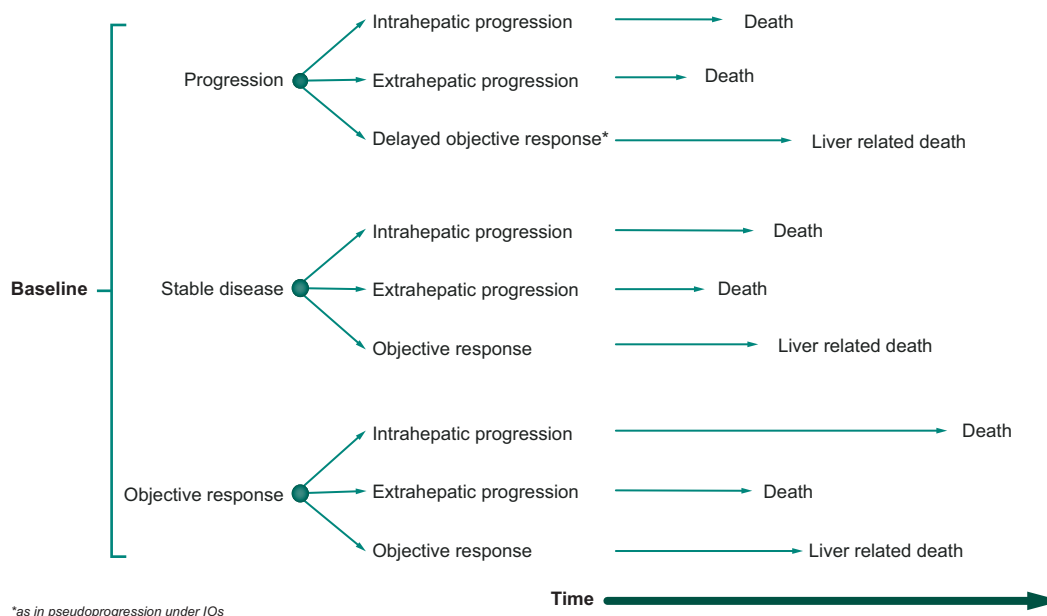 Intrahepatic progression Death
Progression Extrahepatic progression Death
Delayed objective response* Liver related death
Intrahepatic progression Death
Baseline Stable disease Extrahepatic progression Death
Objective response Liver related death
Intrahepatic progression Death
Objective response Extrahepatic progression Death
Objective response Liver related death
*as in pseudoprogression under IOs
Time